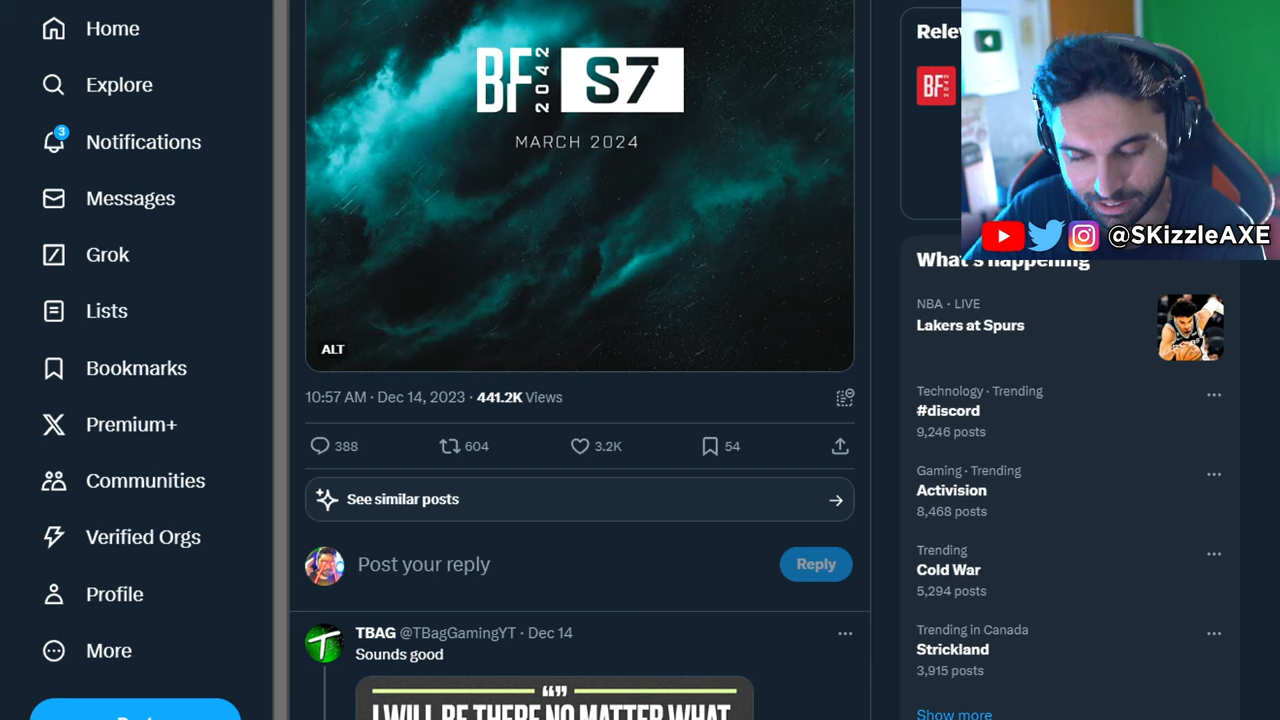 Home
Explore
3
Notifications
Messages
Grok
Lists
Bookmarks
Premium+
Communities
Verified Orgs
Profile
More
BF 2042 S7
MARCH 2024
ALT
10:57 AM · Dec 14, 2023 · 441.2K Views
388
604
3.2K
54
See similar posts
Post your reply
Reply
TBAG @TBagGamingYT · Dec 14
Sounds good
I WILL BE THERE NO MATTER WHAT
BF 2042
@SKizzleAXE
What's happening
NBA · LIVE
Lakers at Spurs
Technology · Trending
#discord
9,246 posts
Gaming · Trending
Activision
8,468 posts
Trending
Cold War
5,294 posts
Trending in Canada
Strickland
3,915 posts
Show more